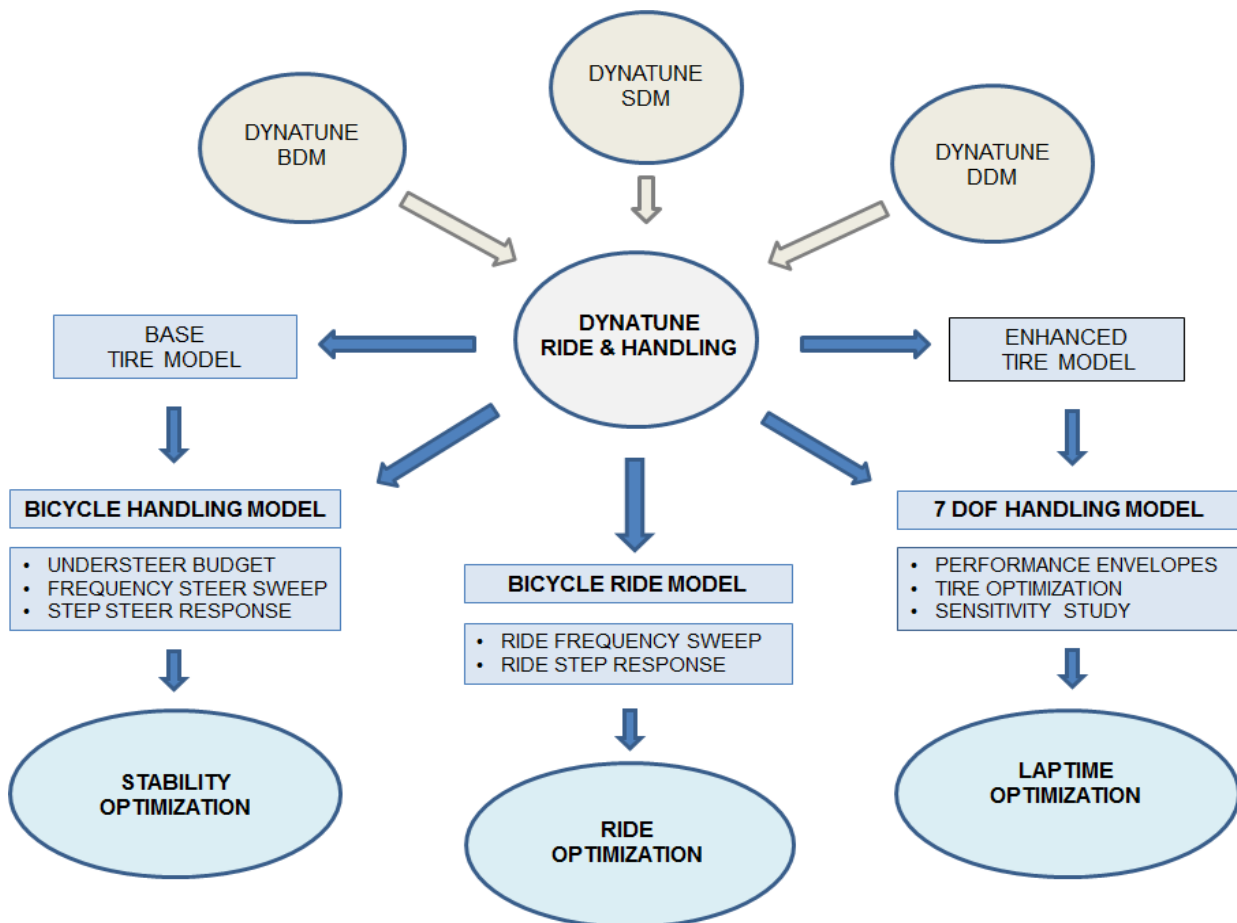 DYNATUNE
SDM
DYNATUNE
BDM
DYNATUNE
DDM
DYNATUNE
RIDE & HANDLING
BASE
TIRE MODEL
ENHANCED
TIRE MODEL
BICYCLE HANDLING MODEL
• UNDERSTEER BUDGET
• FREQUENCY STEER SWEEP
• STEP STEER RESPONSE
BICYCLE RIDE MODEL
• RIDE FREQUENCY SWEEP
• RIDE STEP RESPONSE
7 DOF HANDLING MODEL
• PERFORMANCE ENVELOPES
• TIRE OPTIMIZATION
• SENSITIVITY STUDY
STABILITY
OPTIMIZATION
RIDE
OPTIMIZATION
LAPTIME
OPTIMIZATION